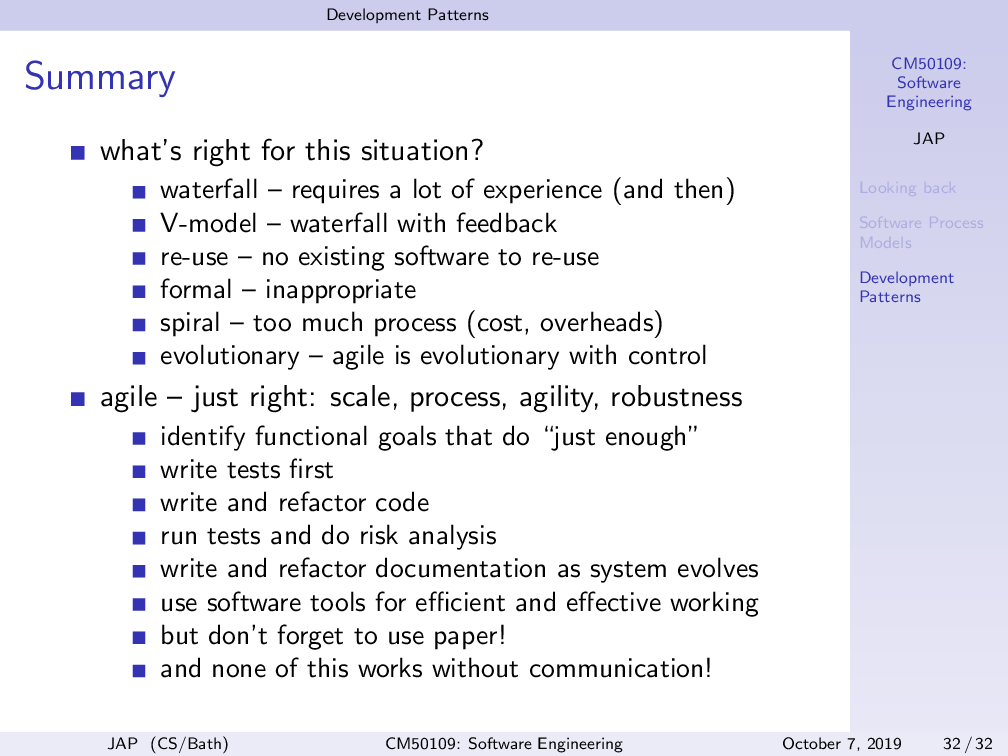 Development Patterns
Summary
what's right for this situation?
waterfall – requires a lot of experience (and then)
V-model – waterfall with feedback
re-use – no existing software to re-use
formal – inappropriate
spiral – too much process (cost, overheads)
evolutionary – agile is evolutionary with control
agile – just right: scale, process, agility, robustness
identify functional goals that do “just enough”
write tests first
write and refactor code
run tests and do risk analysis
write and refactor documentation as system evolves
use software tools for efficient and effective working
but don't forget to use paper!
and none of this works without communication!
CM50109:
Software
Engineering
JAP
Looking back
Software Process
Models
Development
Patterns
JAP (CS/Bath)
CM50109: Software Engineering
October 7, 2019
32 / 32